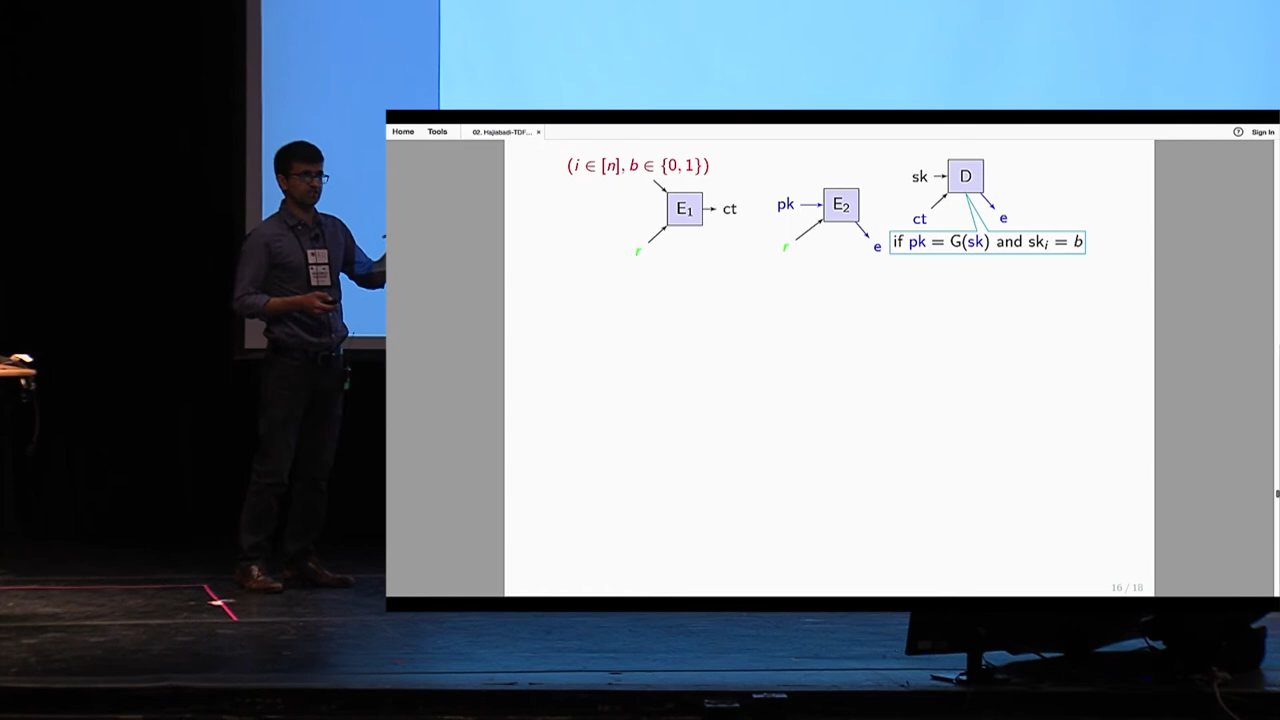 Home Tools 02. Hajiabadi-TDF... × Sign In
(i ∈ [n], b ∈ {0, 1})
E₁ ct
r
pk E₂
r e
sk D
ct e
if pk = G(sk) and skᵢ = b
16 / 18